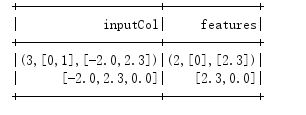 |            inputCol|     features|
|(3,[0,1],[-2.0,2.3])|(2,[0],[2.3])|
|      [-2.0,2.3,0.0]|    [2.3,0.0]|